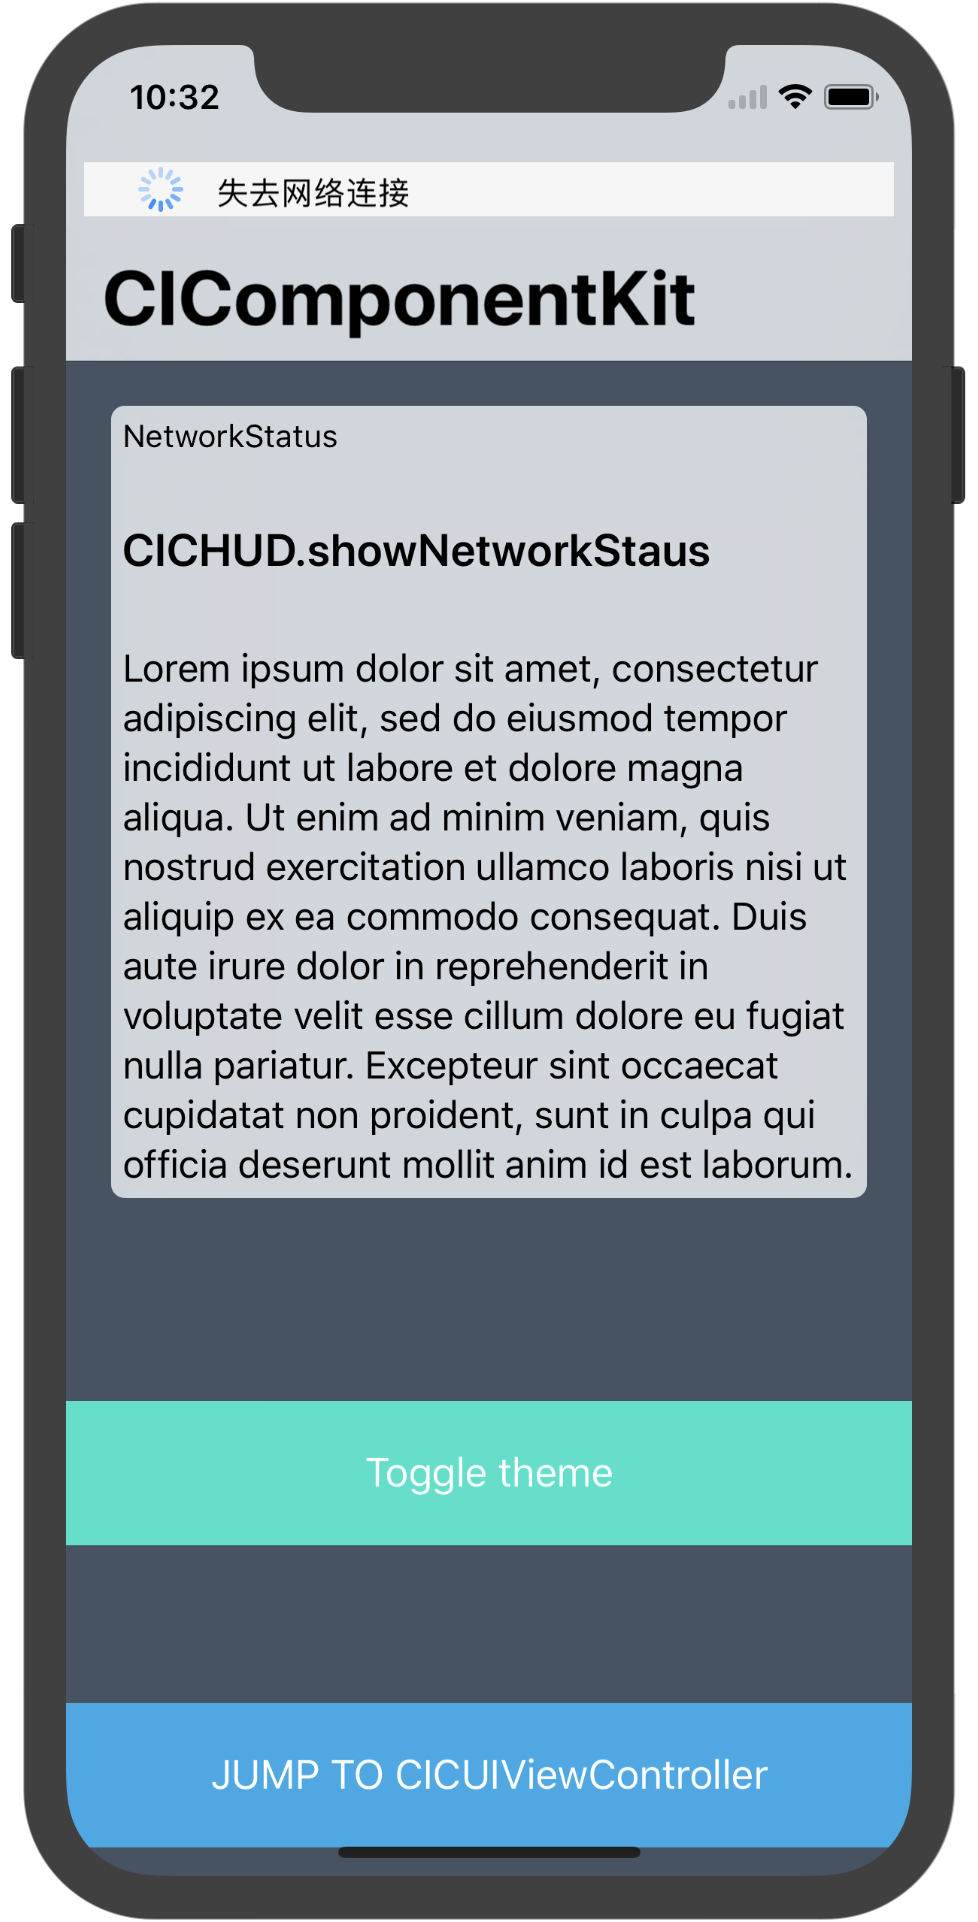 10:32
失去网络连接
CIComponentKit
NetworkStatus
CICHUD.showNetworkStaus
Lorem ipsum dolor sit amet, consectetur
adipiscing elit, sed do eiusmod tempor
incididunt ut labore et dolore magna
aliqua. Ut enim ad minim veniam, quis
nostrud exercitation ullamco laboris nisi ut
aliquip ex ea commodo consequat. Duis
aute irure dolor in reprehenderit in
voluptate velit esse cillum dolore eu fugiat
nulla pariatur. Excepteur sint occaecat
cupidatat non proident, sunt in culpa qui
officia deserunt mollit anim id est laborum.
Toggle theme
JUMP TO CICUIViewController